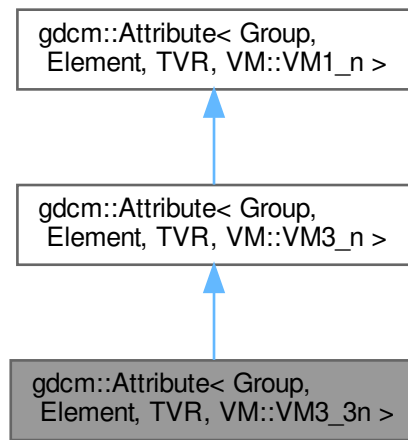 gdcm::Attribute< Group,
Element, TVR, VM::VM1_n >
gdcm::Attribute< Group,
Element, TVR, VM::VM3_n >
gdcm::Attribute< Group,
Element, TVR, VM::VM3_3n >